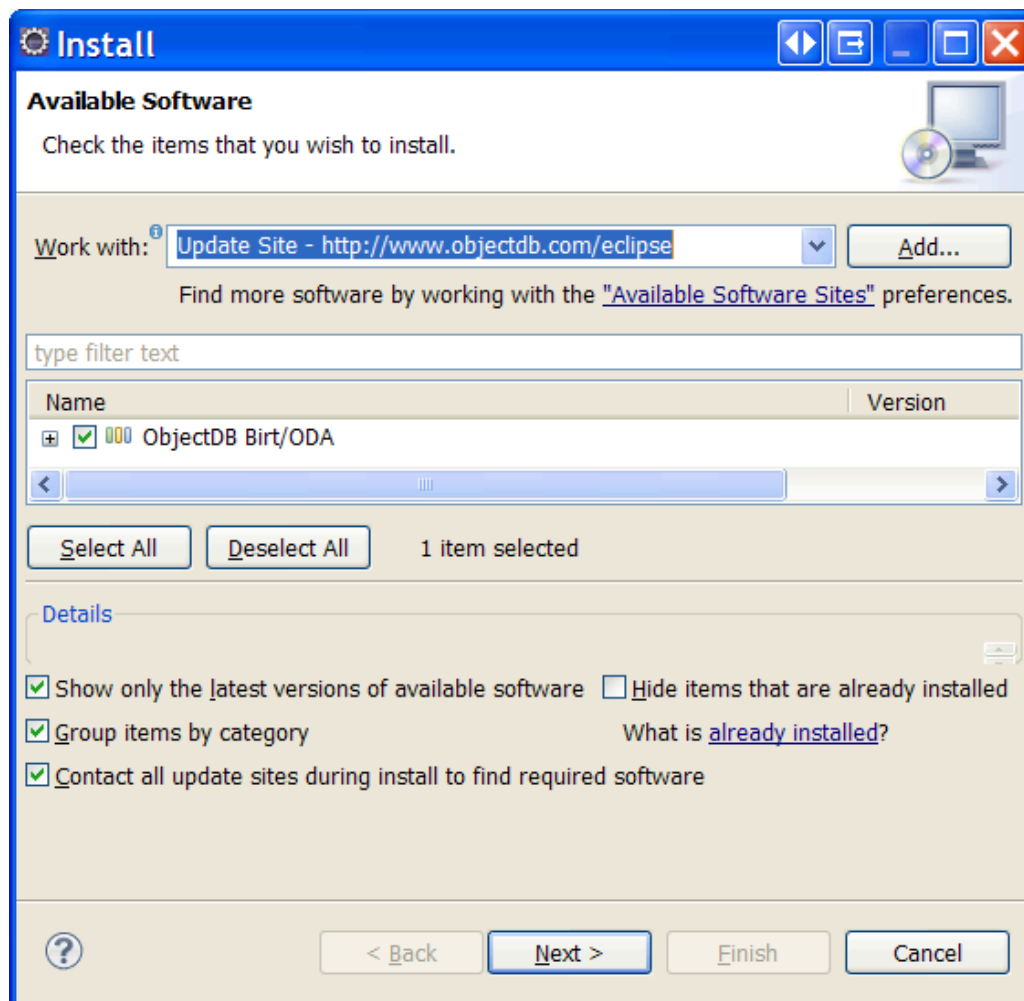 Install
Available Software
Check the items that you wish to install.
Work with: Update Site - http://www.objectdb.com/eclipse Add...
Find more software by working with the "Available Software Sites" preferences.
type filter text
Name Version
ObjectDB Birt/ODA
Select All Deselect All 1 item selected
Details
Show only the latest versions of available software Hide items that are already installed
Group items by category What is already installed?
Contact all update sites during install to find required software
? < Back Next > Finish Cancel